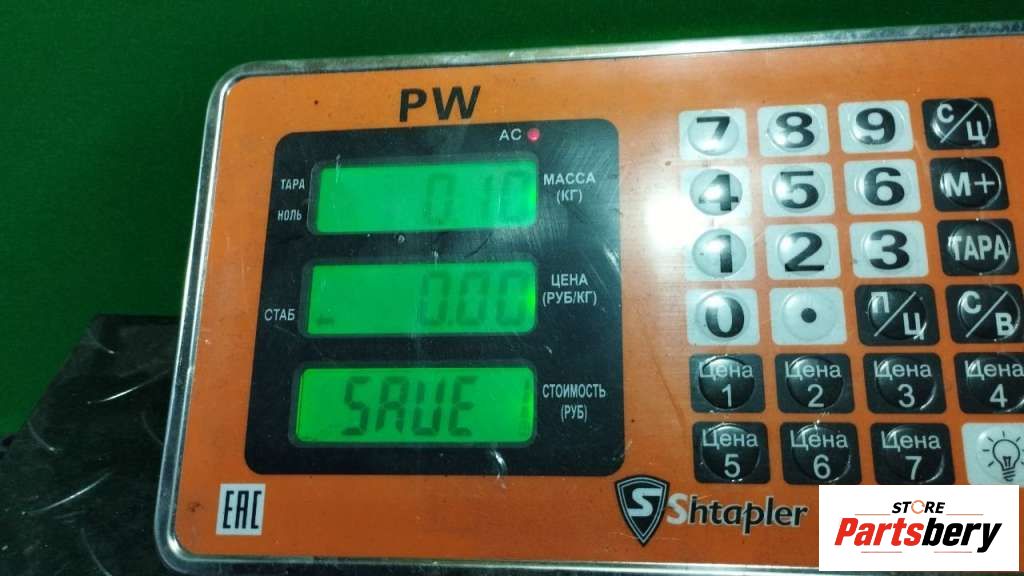 PW
AC
ТАРА
НОЛЬ
0.10
МАССА
(КГ)
СТАБ
0.00
ЦЕНА
(РУБ/КГ)
SAUE
СТОИМОСТЬ
(РУБ)
7 8 9 С/Ц
4 5 6 М+
1 2 3 ТАРА
0 . П/Ц С/В
Цена 1 Цена 2 Цена 3 Цена 4
Цена 5 Цена 6 Цена 7
EAC
S Shtapler
STORE
Partsbery